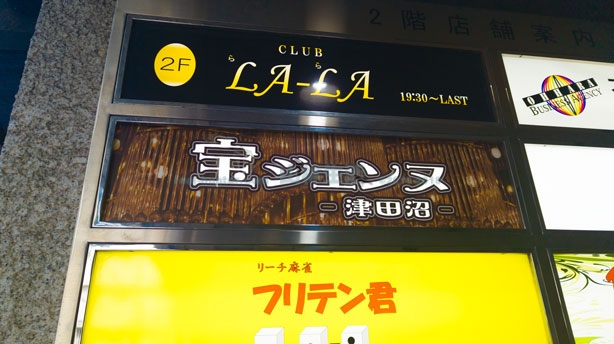 2階店舗案内
2F
CLUB
ら ら
LA-LA
19:30～LAST
BUSINESS AGENCY
宝ジェンヌ
-津田沼-
リーチ麻雀
フリテン君